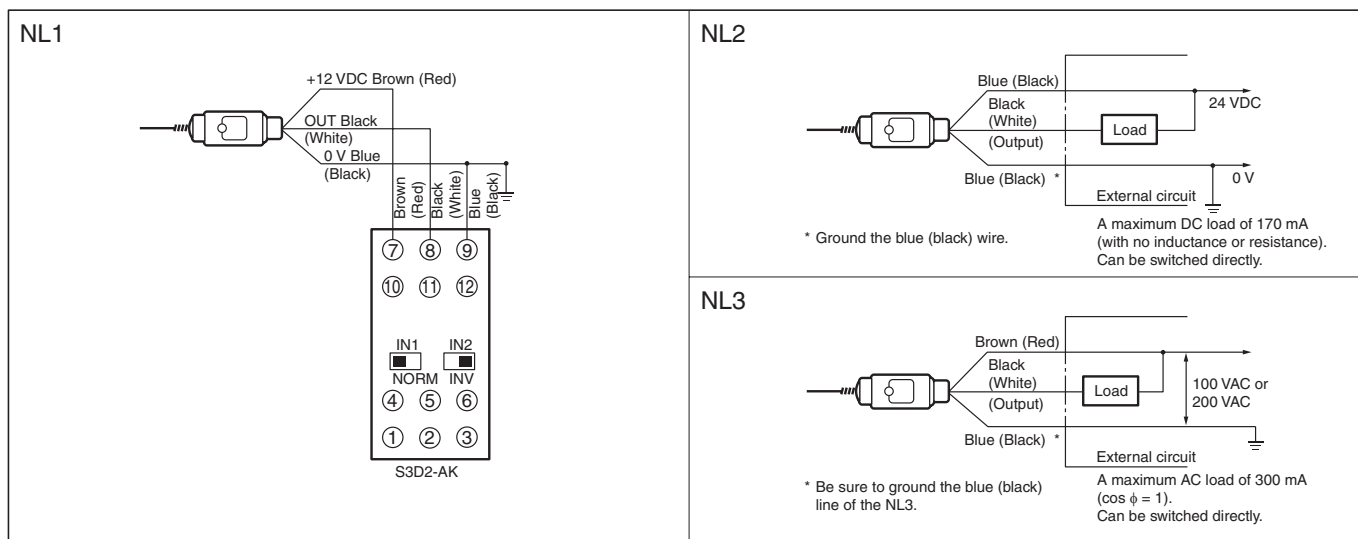 NL1
+12 VDC Brown (Red)
OUT Black
(White)
0 V Blue
(Black)
Brown
(Red)
Black
(White)
Blue
(Black)
7 8 9
10 11 12
IN1 IN2
NORM INV
4 5 6
1 2 3
S3D2-AK
NL2
Blue (Black)
Black
(White)
(Output)
Load
24 VDC
Blue (Black) *
0 V
External circuit
* Ground the blue (black) wire.
A maximum DC load of 170 mA
(with no inductance or resistance).
Can be switched directly.
NL3
Brown (Red)
Black
(White)
(Output)
Load
100 VAC or
200 VAC
Blue (Black) *
External circuit
* Be sure to ground the blue (black)
line of the NL3.
A maximum AC load of 300 mA
(cos ϕ = 1).
Can be switched directly.